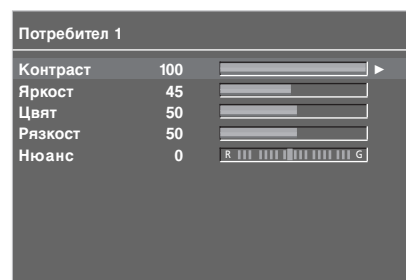 Потребител 1
Контраст 100
Яркост 45
Цвят 50
Рязкост 50
Нюанс 0 R G